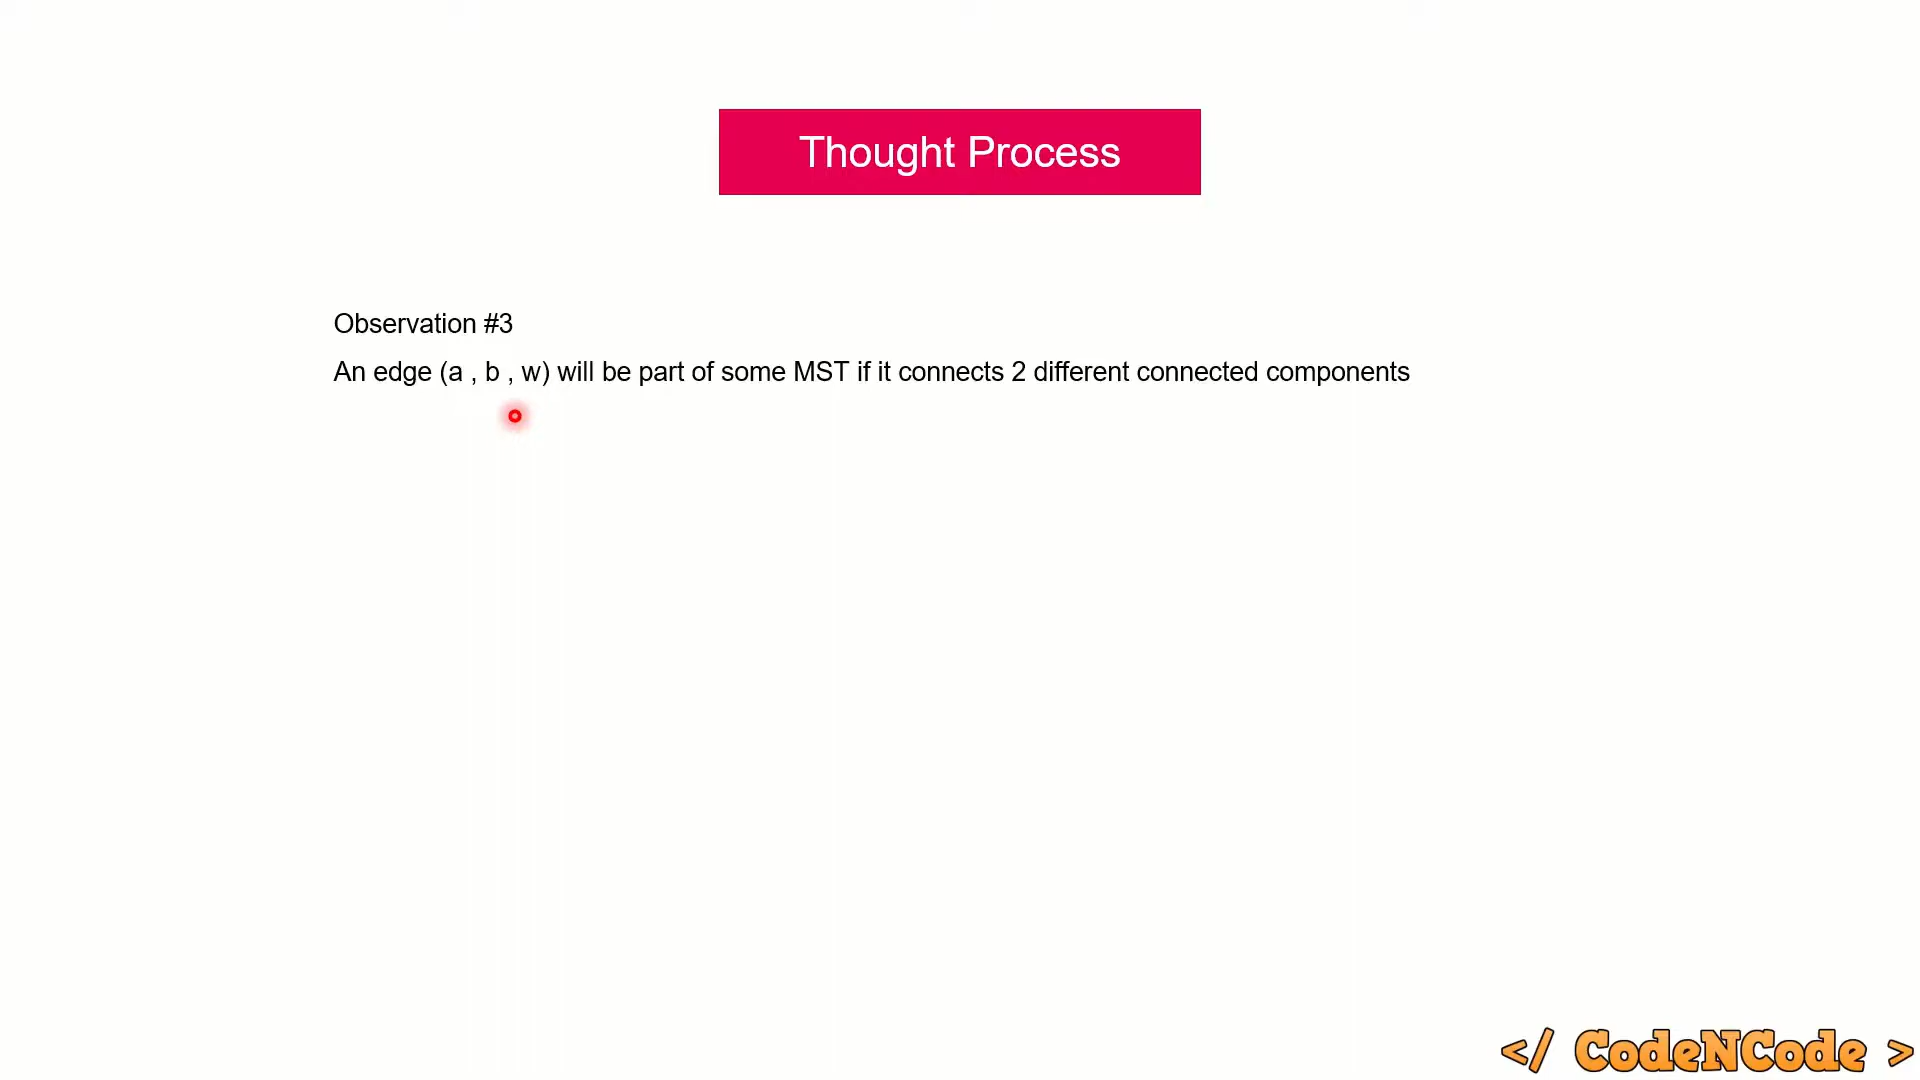 Thought Process
Observation #3
An edge (a , b , w) will be part of some MST if it connects 2 different connected components
</ CodeNCode >